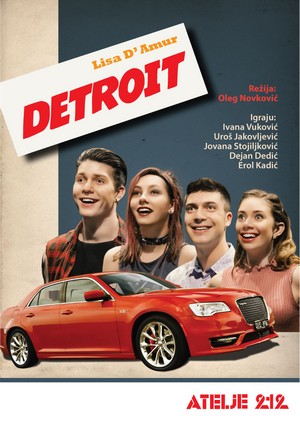 Lisa D' Amur
DETROIT
Režija:
Oleg Novković
Igraju:
Ivana Vuković
Uroš Jakovljević
Jovana Stojiljković
Dejan Dedić
Erol Kadić
ATELJE 212